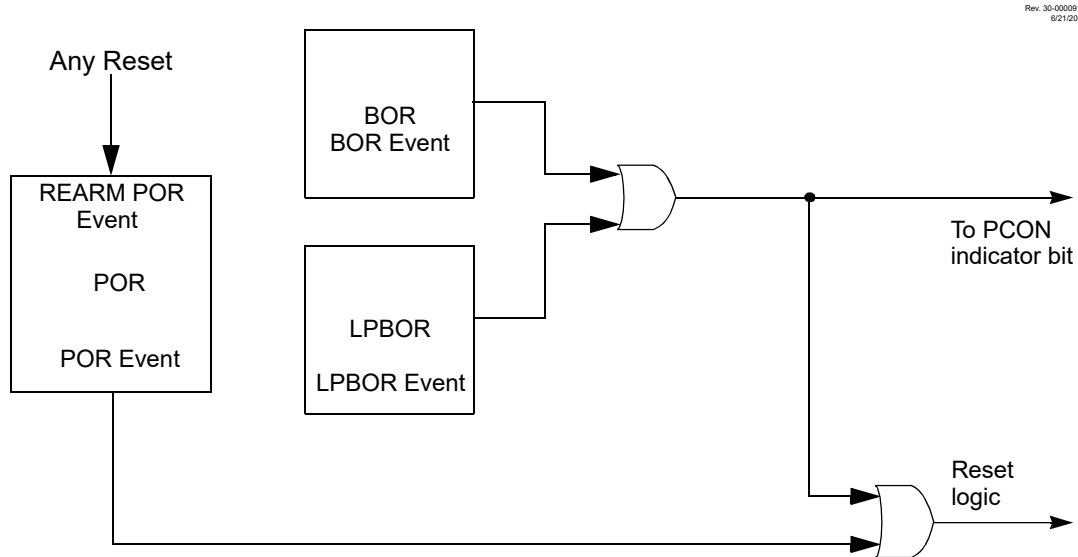 Rev. 30-00009
6/21/20
Any Reset
REARM POR
Event
POR
POR Event
BOR
BOR Event
LPBOR
LPBOR Event
To PCON
indicator bit
Reset
logic